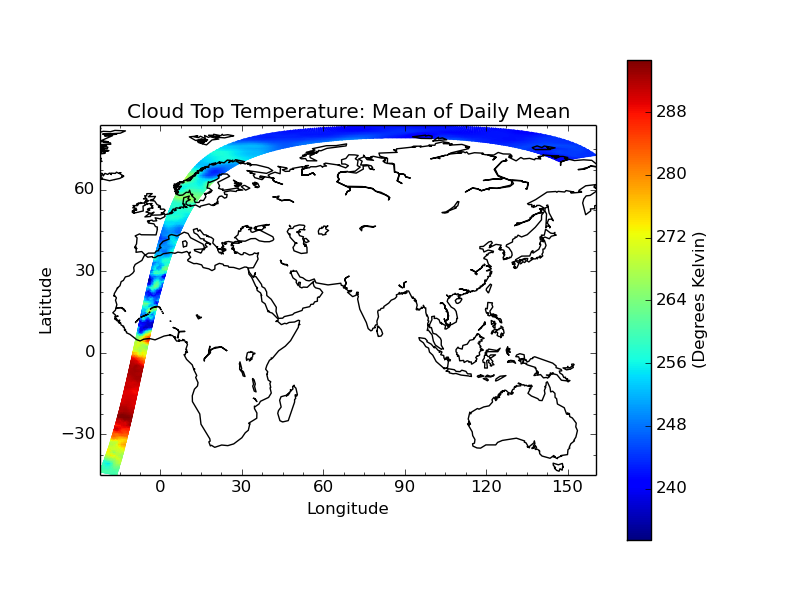 Cloud Top Temperature: Mean of Daily Mean
60
30
0
−30
Latitude
0 30 60 90 120 150
Longitude
288
280
272
264
256
248
240
(Degrees Kelvin)